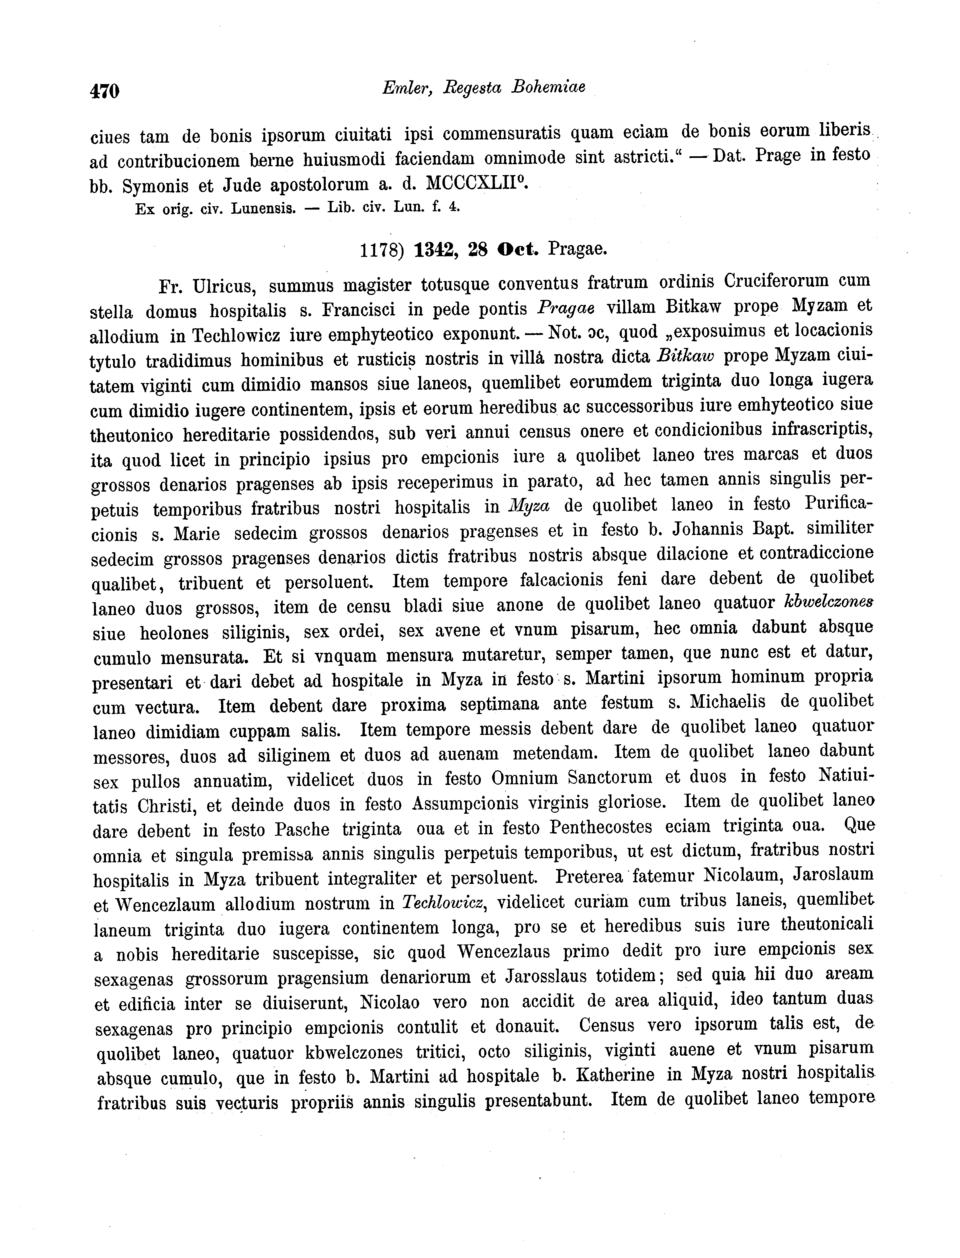 470 Emler, Regesta Bohemiae
ciues tam de bonis ipsorum ciuitati ipsi commensuratis quam eciam de bonis eorum liberis
ad contribucionem berne huiusmodi faciendam omnimode sint astricti.“ — Dat. Prage in festo
bb. Symonis et Jude apostolorum a. d. MCCCXLII⁰.
Ex orig. civ. Lunensis. — Lib. civ. Lun. f. 4.
1178) 1342, 28 Oct. Pragae.
Fr. Ulricus, summus magister totusque conventus fratrum ordinis Cruciferorum cum
stella domus hospitalis s. Francisci in pede pontis Pragae villam Bitkaw prope Myzam et
allodium in Techlowicz iure emphyteotico exponunt. — Not. ɔc, quod „exposuimus et locacionis
tytulo tradidimus hominibus et rusticis nostris in villa nostra dicta Bitkaw prope Myzam ciui-
tatem viginti cum dimidio mansos siue laneos, quemlibet eorumdem triginta duo longa iugera
cum dimidio iugere continentem, ipsis et eorum heredibus ac successoribus iure emhyteotico siue
theutonico hereditarie possidendos, sub veri annui census onere et condicionibus infrascriptis,
ita quod licet in principio ipsius pro empcionis iure a quolibet laneo tres marcas et duos
grossos denarios pragenses ab ipsis receperimus in parato, ad hec tamen annis singulis per-
petuis temporibus fratribus nostri hospitalis in Myza de quolibet laneo in festo Purifica-
cionis s. Marie sedecim grossos denarios pragenses et in festo b. Johannis Bapt. similiter
sedecim grossos pragenses denarios dictis fratribus nostris absque dilacione et contradiccione
qualibet, tribuent et persoluent. Item tempore falcacionis feni dare debent de quolibet
laneo duos grossos, item de censu bladi siue anone de quolibet laneo quatuor kbwelczones
siue heolones siliginis, sex ordei, sex avene et vnum pisarum, hec omnia dabunt absque
cumulo mensurata. Et si vnquam mensura mutaretur, semper tamen, que nunc est et datur,
presentari et dari debet ad hospitale in Myza in festo s. Martini ipsorum hominum propria
cum vectura. Item debent dare proxima septimana ante festum s. Michaelis de quolibet
laneo dimidiam cuppam salis. Item tempore messis debent dare de quolibet laneo quatuor
messores, duos ad siliginem et duos ad auenam metendam. Item de quolibet laneo dabunt
sex pullos annuatim, videlicet duos in festo Omnium Sanctorum et duos in festo Natiui-
tatis Christi, et deinde duos in festo Assumpcionis virginis gloriose. Item de quolibet laneo
dare debent in festo Pasche triginta oua et in festo Penthecostes eciam triginta oua. Que
omnia et singula premissa annis singulis perpetuis temporibus, ut est dictum, fratribus nostri
hospitalis in Myza tribuent integraliter et persoluent. Preterea fatemur Nicolaum, Jaroslaum
et Wencezlaum allodium nostrum in Techlowicz, videlicet curiam cum tribus laneis, quemlibet
laneum triginta duo iugera continentem longa, pro se et heredibus suis iure theutonicali
a nobis hereditarie suscepisse, sic quod Wencezlaus primo dedit pro iure empcionis sex
sexagenas grossorum pragensium denariorum et Jarosslaus totidem; sed quia hii duo aream
et edificia inter se diuiserunt, Nicolao vero non accidit de area aliquid, ideo tantum duas
sexagenas pro principio empcionis contulit et donauit. Census vero ipsorum talis est, de
quolibet laneo, quatuor kbwelczones tritici, octo siliginis, viginti auene et vnum pisarum
absque cumulo, que in festo b. Martini ad hospitale b. Katherine in Myza nostri hospitalis
fratribus suis vecturis propriis annis singulis presentabunt. Item de quolibet laneo tempore